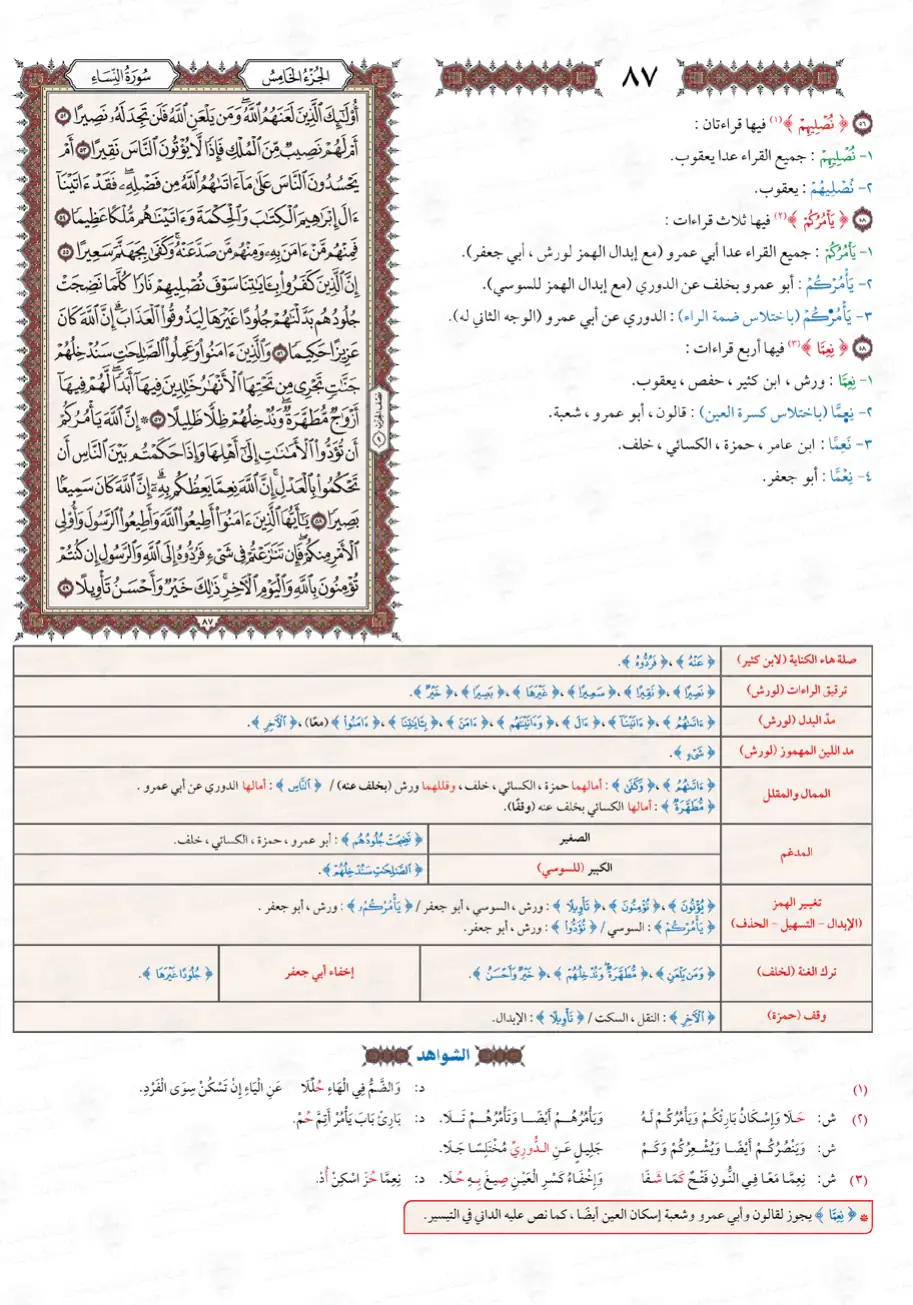 ٨٧
﴿ نُصْلِيهِمْ ﴾(١) فيها قراءتان :
١- نُصْلِيهِمْ : جميع القراء عدا يعقوب.
٢- نُصْلِيهُمْ : يعقوب.
﴿ يَأْمُرُكُمْ ﴾(٢) فيها ثلاث قراءات :
١- يَأْمُرُكُمْ : جميع القراء عدا أبي عمرو (مع إبدال الهمز لورش ، أبي جعفر).
٢- يَأْمُرْكُمْ : أبو عمرو بخلف عن الدوري (مع إبدال الهمز للسوسي).
٣- يَأْمُرُكُمْ (باختلاس ضمة الراء) : الدوري عن أبي عمرو (الوجه الثاني له).
﴿ نِعِمَّا ﴾(٣) فيها أربع قراءات :
١- نِعِمَّا : ورش ، ابن كثير ، حفص ، يعقوب.
٢- نِعِمَّا (باختلاس كسرة العين) : قالون ، أبو عمرو ، شعبة.
٣- نَعِمَّا : ابن عامر ، حمزة ، الكسائي ، خلف.
٤- نِعْمَّا : أبو جعفر.
الجُزْءُ الخَامِسُ
سُورَةُ النِّسَاءِ
أُوْلَٰٓئِكَ ٱلَّذِينَ لَعَنَهُمُ ٱللَّهُۖ وَمَن يَلْعَنِ ٱللَّهُ فَلَن تَجِدَ لَهُۥ نَصِيرًا ٥٢
أَمْ لَهُمْ نَصِيبٌ مِّنَ ٱلْمُلْكِ فَإِذًا لَّا يُؤْتُونَ ٱلنَّاسَ نَقِيرًا ٥٣ أَمْ
يَحْسُدُونَ ٱلنَّاسَ عَلَىٰ مَآ ءَاتَىٰهُمُ ٱللَّهُ مِن فَضْلِهِۦۖ فَقَدْ ءَاتَيْنَآ
ءَالَ إِبْرَٰهِيمَ ٱلْكِتَٰبَ وَٱلْحِكْمَةَ وَءَاتَيْنَٰهُم مُّلْكًا عَظِيمًا ٥٤
فَمِنْهُم مَّنْ ءَامَنَ بِهِۦ وَمِنْهُم مَّن صَدَّ عَنْهُۚ وَكَفَىٰ بِجَهَنَّمَ سَعِيرًا ٥٥
إِنَّ ٱلَّذِينَ كَفَرُواْ بِـَٔايَٰتِنَا سَوْفَ نُصْلِيهِمْ نَارًا كُلَّمَا نَضِجَتْ
جُلُودُهُم بَدَّلْنَٰهُمْ جُلُودًا غَيْرَهَا لِيَذُوقُواْ ٱلْعَذَابَۗ إِنَّ ٱللَّهَ كَانَ
عَزِيزًا حَكِيمًا ٥٦ وَٱلَّذِينَ ءَامَنُواْ وَعَمِلُواْ ٱلصَّٰلِحَٰتِ سَنُدْخِلُهُمْ
جَنَّٰتٍ تَجْرِى مِن تَحْتِهَا ٱلْأَنْهَٰرُ خَٰلِدِينَ فِيهَآ أَبَدًاۖ لَّهُمْ فِيهَآ
أَزْوَٰجٌ مُّطَهَّرَةٌۖ وَنُدْخِلُهُمْ ظِلًّا ظَلِيلًا ٥٧ ۞ إِنَّ ٱللَّهَ يَأْمُرُكُمْ
أَن تُؤَدُّواْ ٱلْأَمَٰنَٰتِ إِلَىٰٓ أَهْلِهَا وَإِذَا حَكَمْتُم بَيْنَ ٱلنَّاسِ أَن
تَحْكُمُواْ بِٱلْعَدْلِۚ إِنَّ ٱللَّهَ نِعِمَّا يَعِظُكُم بِهِۦٓۗ إِنَّ ٱللَّهَ كَانَ سَمِيعًا
بَصِيرًا ٥٨ يَٰٓأَيُّهَا ٱلَّذِينَ ءَامَنُوٓاْ أَطِيعُواْ ٱللَّهَ وَأَطِيعُواْ ٱلرَّسُولَ وَأُوْلِى
ٱلْأَمْرِ مِنكُمْۖ فَإِن تَنَٰزَعْتُمْ فِى شَىْءٍ فَرُدُّوهُ إِلَى ٱللَّهِ وَٱلرَّسُولِ إِن كُنتُمْ
تُؤْمِنُونَ بِٱللَّهِ وَٱلْيَوْمِ ٱلْءَاخِرِۚ ذَٰلِكَ خَيْرٌ وَأَحْسَنُ تَأْوِيلًا ٥٩
٨٧
صلة هاء الكناية (لابن كثير) ﴿ عَنْهُ ﴾ ، ﴿ فَرُدُّوهُ ﴾.
ترقيق الراءات (لورش) ﴿ نَصِيرًا ﴾ ، ﴿ نَقِيرًا ﴾ ، ﴿ سَعِيرًا ﴾ ، ﴿ غَيْرَهَا ﴾ ، ﴿ بَصِيرًا ﴾ ، ﴿ خَيْرٌ ﴾.
مدّ البدل (لورش) ﴿ ءَاتَىٰهُمُ ﴾ ، ﴿ ءَاتَيْنَآ ﴾ ، ﴿ ءَالَ ﴾ ، ﴿ وَءَاتَيْنَٰهُم ﴾ ، ﴿ ءَامَنَ ﴾ ، ﴿ بِـَٔايَٰتِنَا ﴾ ، ﴿ ءَامَنُواْ ﴾ (معًا) ، ﴿ ٱلْءَاخِرِ ﴾.
مد اللين المهموز (لورش) ﴿ شَىْءٍ ﴾.
الممال والمقلل ﴿ ءَاتَىٰهُمُ ﴾ ، ﴿ وَكَفَىٰ ﴾ : أمالهما حمزة ، الكسائي ، خلف ، وقللهما ورش (بخلف عنه) / ﴿ ٱلنَّاسِ ﴾ : أمالها الدوري عن أبي عمرو .
﴿ مُّطَهَّرَةٌ ﴾ : أمالها الكسائي بخلف عنه (وقفًا).
المدغم
الصغير ﴿ نَضِجَتْ جُلُودُهُم ﴾ : أبو عمرو ، حمزة ، الكسائي ، خلف.
الكبير (للسوسي) ﴿ ٱلصَّٰلِحَٰتِ سَنُدْخِلُهُمْ ﴾.
تغيير الهمز ﴿ يُؤْتُونَ ﴾ ، ﴿ تُؤْمِنُونَ ﴾ ، ﴿ تَأْوِيلًا ﴾ : ورش ، السوسي ، أبو جعفر / ﴿ يَأْمُرُكُمْ ﴾ : ورش ، أبو جعفر .
(الإبدال – التسهيل – الحذف) ﴿ يَأْمُرْكُمْ ﴾ : السوسي / ﴿ تُؤَدُّواْ ﴾ : ورش ، أبو جعفر.
ترك الغنة (لخلف) ﴿ وَمَن يَلْعَنِ ﴾ ، ﴿ مُّطَهَّرَةٌ وَنُدْخِلُهُمْ ﴾ ، ﴿ خَيْرٌ وَأَحْسَنُ ﴾. إخفاء أبي جعفر ﴿ جُلُودًا غَيْرَهَا ﴾.
وقف (حمزة) ﴿ ٱلْءَاخِرِ ﴾ : النقل ، السكت / ﴿ تَأْوِيلًا ﴾ : الإبدال.
الشواهد
(١) د: وَالضَّمُّ فِي الْهَاءِ حُلِّلَا عَنِ الْيَاءِ إِنْ تَسْكُنْ سِوَى الْفَرْدِ.
(٢) ش: حَلَا وَإِسْكَانُ بَارِئْكُمْ وَيَأْمُرُكُمْ لَهُ وَيَأْمُرُهُمْ أَيْضًا وَتَأْمُرُهُمْ تَلَا. د: بَارِئْ بَابَ يَأْمُرْ أَتِمَّ حُمْ.
ش: وَيَنْصُرُكُمْ أَيْضًا وَيُشْعِرُكُمْ وَكَمْ جَلِيلٍ عَنِ الدُّورِيِّ مُخْتَلِسًا جَلَا.
(٣) ش: نِعِمَّا مَعًا فِي النُّونِ فَتْحٌ كَمَا شَفَا وَإِخْفَاءُ كَسْرِ الْعَيْنِ صِيغَ بِهِ حُلَا. د: نِعِمَّا حُزَ اسْكِنْ أُدْ.
* ﴿ نِعِمَّا ﴾ يجوز لقالون وأبي عمرو وشعبة إسكان العين أيضًا ، كما نص عليه الداني في التيسير.